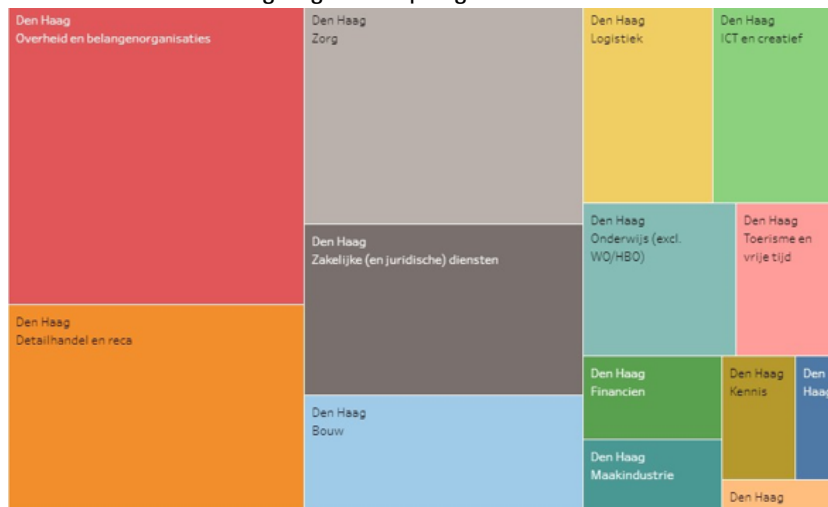 Den Haag
Overheid en belangenorganisaties
Den Haag
Zorg
Den Haag
Logistiek
Den Haag
ICT en creatief
Den Haag
Zakelijke (en juridische) diensten
Den Haag
Onderwijs (excl.
WO/HBO)
Den Haag
Toerisme en
vrije tijd
Den Haag
Detailhandel en reca
Den Haag
Bouw
Den Haag
Financien
Den Haag
Kennis
Den
Haag
Den Haag
Maakindustrie
Den Haag